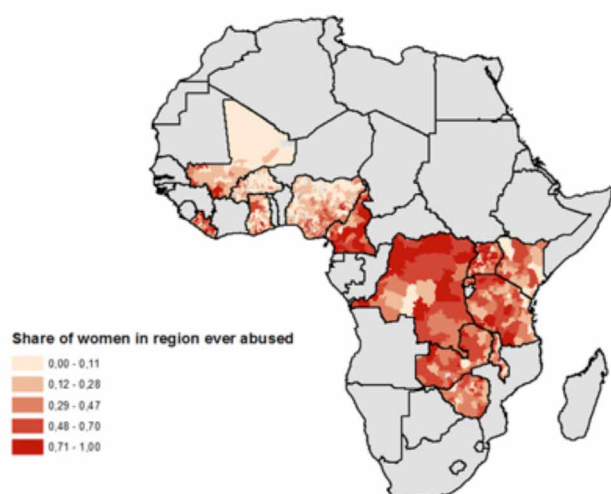 Share of women in region ever abused
0,00 - 0,11
0,12 - 0,28
0,29 - 0,47
0,48 - 0,70
0,71 - 1,00